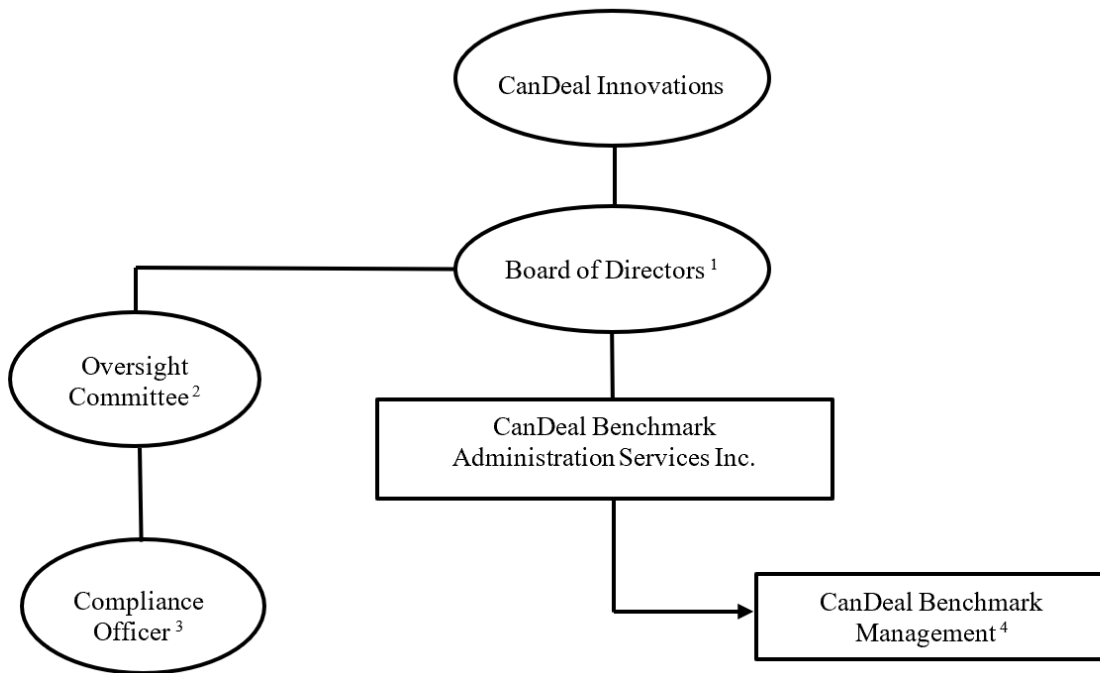 CanDeal Innovations
Board of Directors ¹
Oversight
Committee ²
CanDeal Benchmark
Administration Services Inc.
Compliance
Officer ³
CanDeal Benchmark
Management ⁴